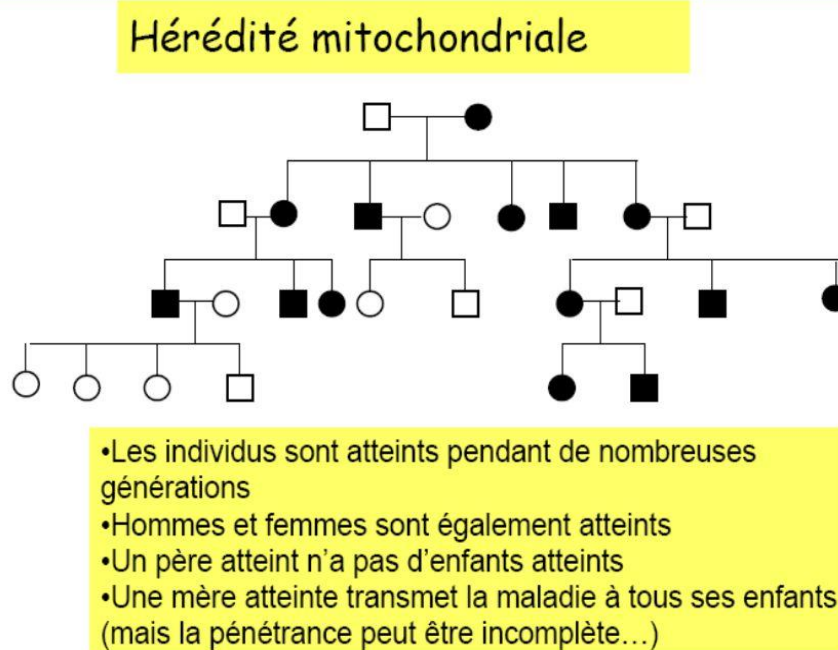 Hérédité mitochondriale
•Les individus sont atteints pendant de nombreuses
générations
•Hommes et femmes sont également atteints
•Un père atteint n'a pas d'enfants atteints
•Une mère atteinte transmet la maladie à tous ses enfants
(mais la pénétrance peut être incomplète…)